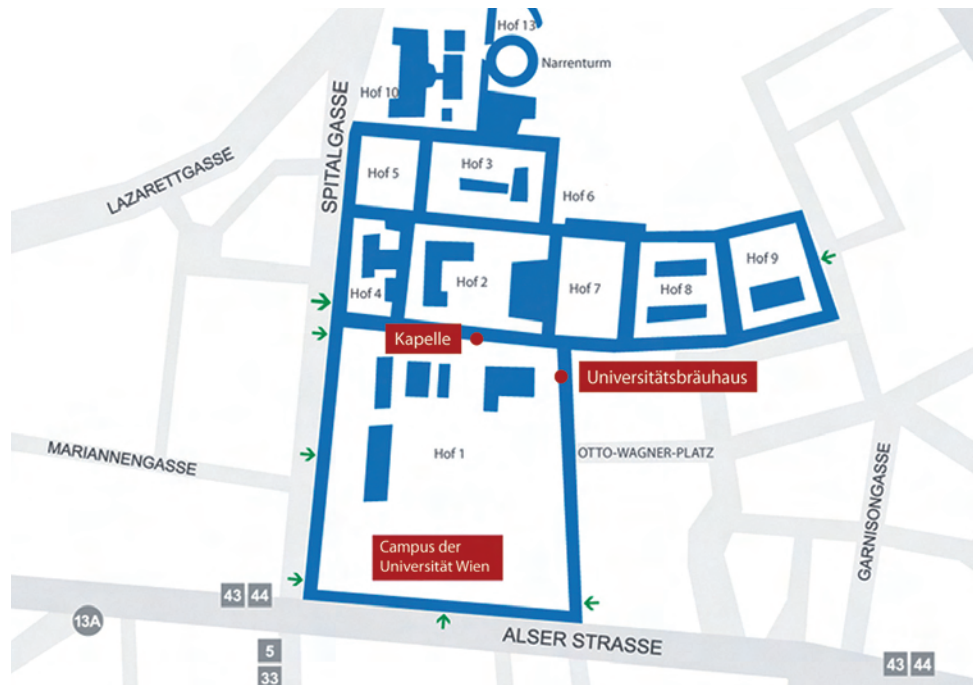 Hof 13
Narrenturm
Hof 10
SPITALGASSE
LAZARETTGASSE
Hof 5
Hof 3
Hof 6
Hof 4
Hof 2
Hof 7
Hof 8
Hof 9
Kapelle
Universitätsbräuhaus
MARIANNENGASSE
Hof 1
OTTO-WAGNER-PLATZ
GARNISONGASSE
Campus der
Universität Wien
43 44
13A
ALSER STRASSE
5
33
43 44